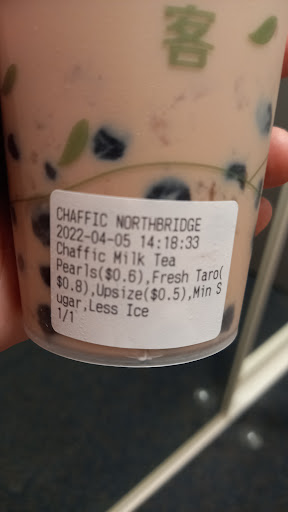 客
CHAFFIC NORTHBRIDGE
2022-04-05 14:18:33
Chaffic Milk Tea
Pearls($0.6),Fresh Taro(
$0.8),Upsize($0.5),Min S
ugar,Less Ice
1/1